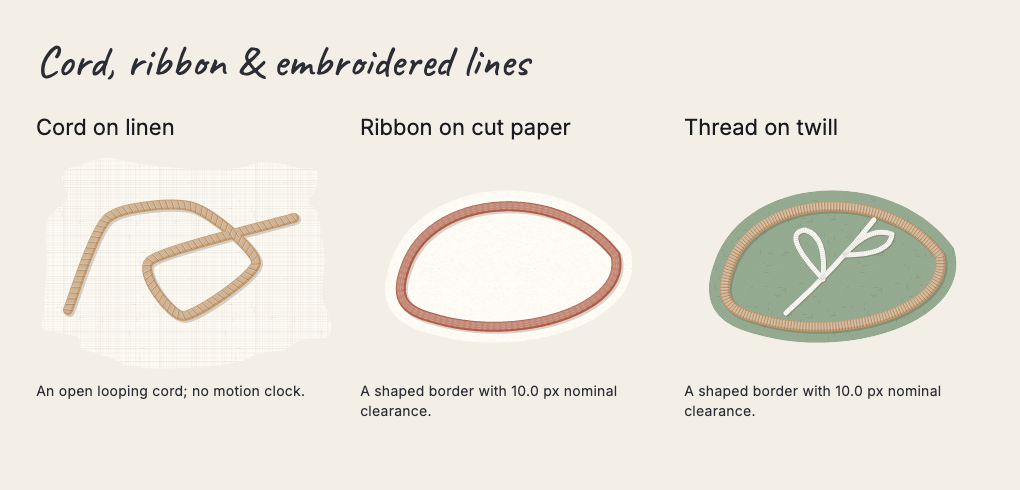 Cord, ribbon & embroidered lines
Cord on linen
Ribbon on cut paper
Thread on twill
An open looping cord; no motion clock.
A shaped border with 10.0 px nominal
clearance.
A shaped border with 10.0 px nominal
clearance.